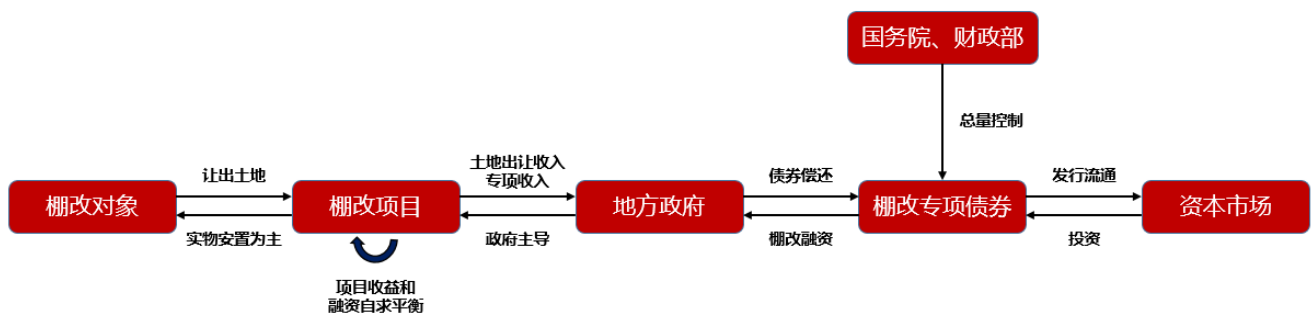 国务院、财政部
总量控制
让出土地
土地出让收入
专项收入
债券偿还
发行流通
棚改对象
棚改项目
地方政府
棚改专项债券
资本市场
实物安置为主
政府主导
棚改融资
投资
项目收益和
融资自求平衡